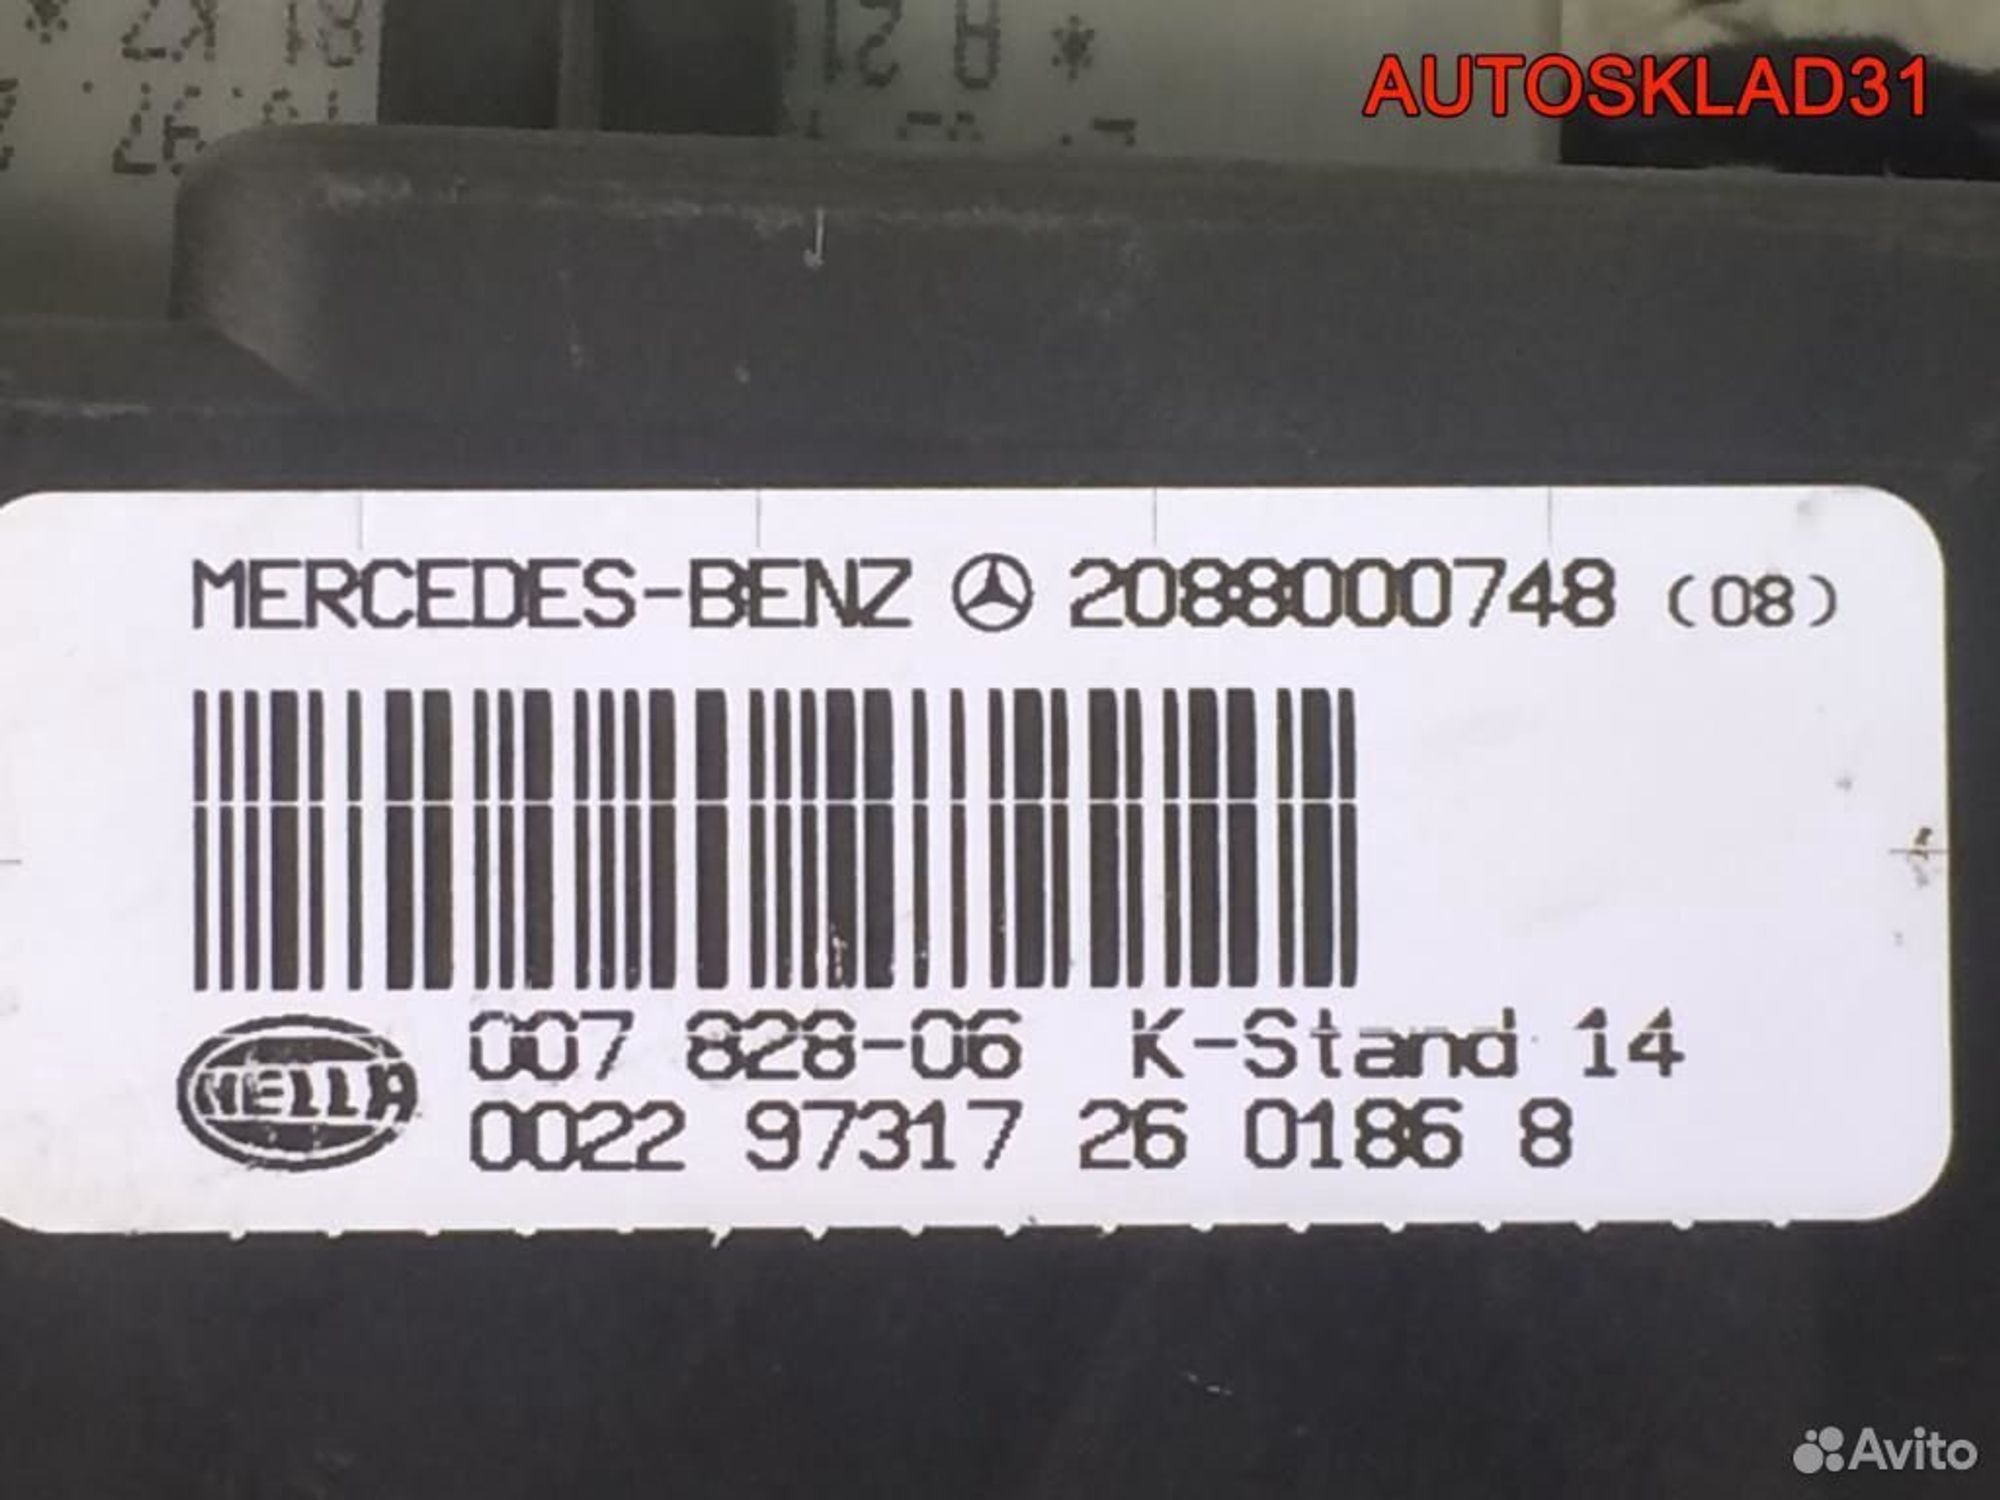 AUTOSKLAD31
MERCEDES-BENZ 2088000748 (08)
HELLA
007 828-06 K-Stand 14
0022 97317 26 0186 8
Avito